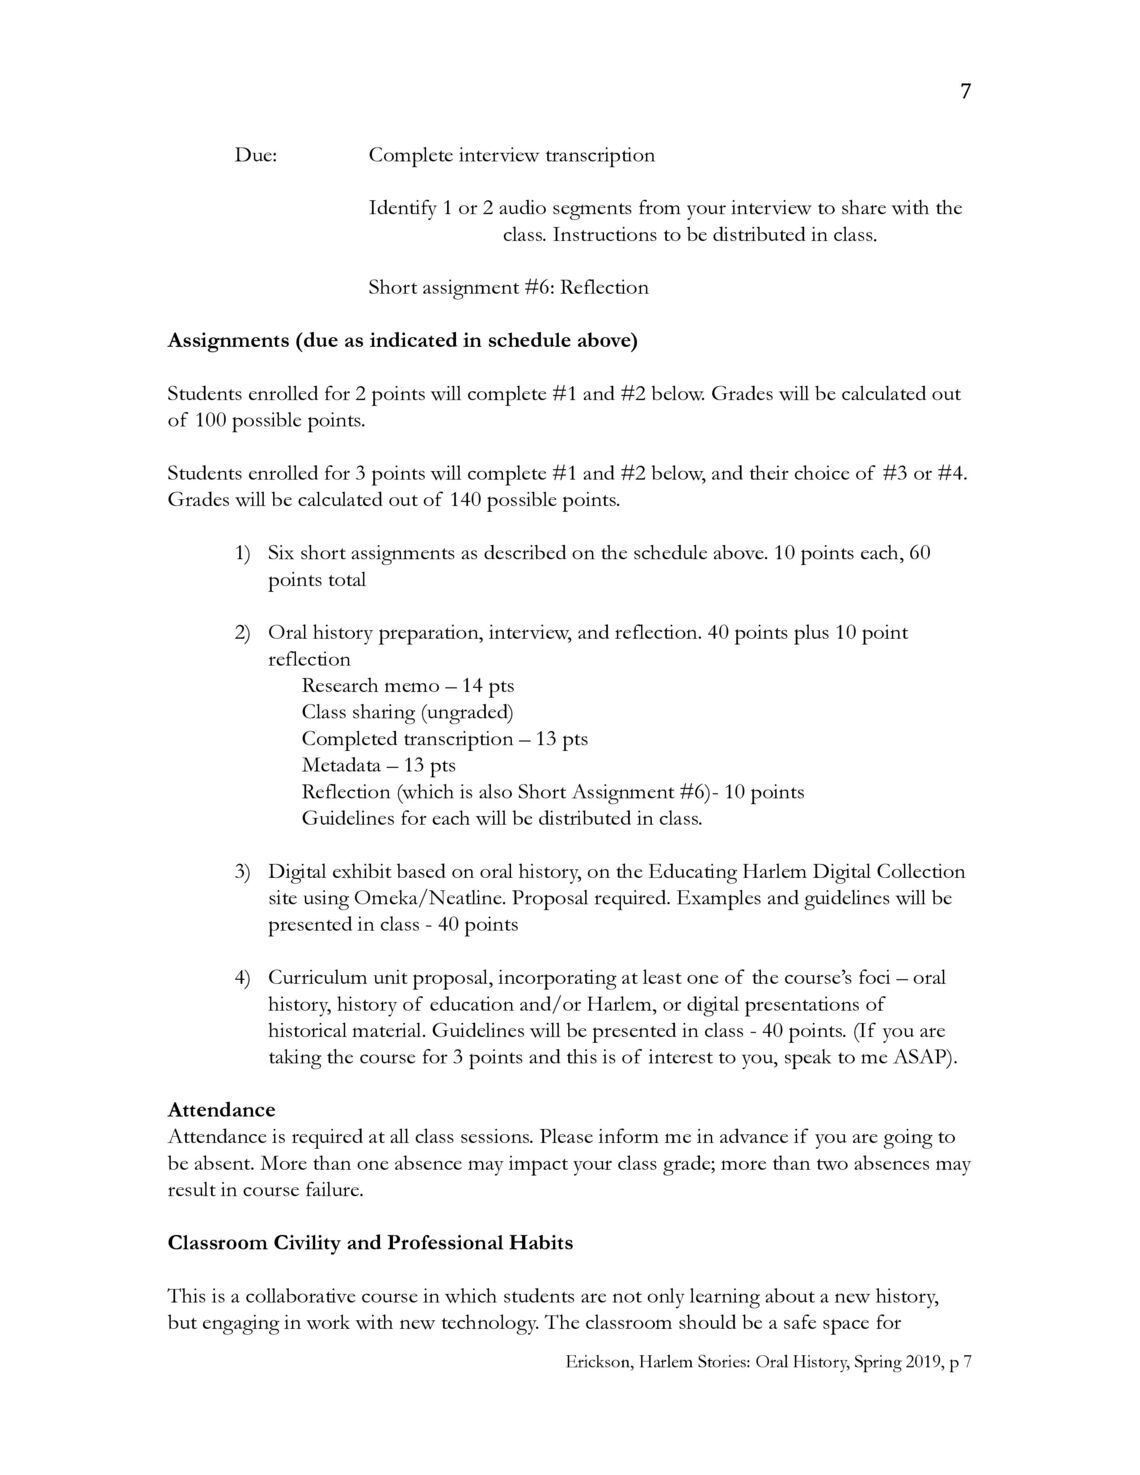 7
Due: Complete interview transcription
Identify 1 or 2 audio segments from your interview to share with the
class. Instructions to be distributed in class.
Short assignment #6: Reflection
Assignments (due as indicated in schedule above)
Students enrolled for 2 points will complete #1 and #2 below. Grades will be calculated out
of 100 possible points.
Students enrolled for 3 points will complete #1 and #2 below, and their choice of #3 or #4.
Grades will be calculated out of 140 possible points.
1) Six short assignments as described on the schedule above. 10 points each, 60
points total
2) Oral history preparation, interview, and reflection. 40 points plus 10 point
reflection
Research memo – 14 pts
Class sharing (ungraded)
Completed transcription – 13 pts
Metadata – 13 pts
Reflection (which is also Short Assignment #6)- 10 points
Guidelines for each will be distributed in class.
3) Digital exhibit based on oral history, on the Educating Harlem Digital Collection
site using Omeka/Neatline. Proposal required. Examples and guidelines will be
presented in class - 40 points
4) Curriculum unit proposal, incorporating at least one of the course’s foci – oral
history, history of education and/or Harlem, or digital presentations of
historical material. Guidelines will be presented in class - 40 points. (If you are
taking the course for 3 points and this is of interest to you, speak to me ASAP).
Attendance
Attendance is required at all class sessions. Please inform me in advance if you are going to
be absent. More than one absence may impact your class grade; more than two absences may
result in course failure.
Classroom Civility and Professional Habits
This is a collaborative course in which students are not only learning about a new history,
but engaging in work with new technology. The classroom should be a safe space for
Erickson, Harlem Stories: Oral History, Spring 2019, p 7